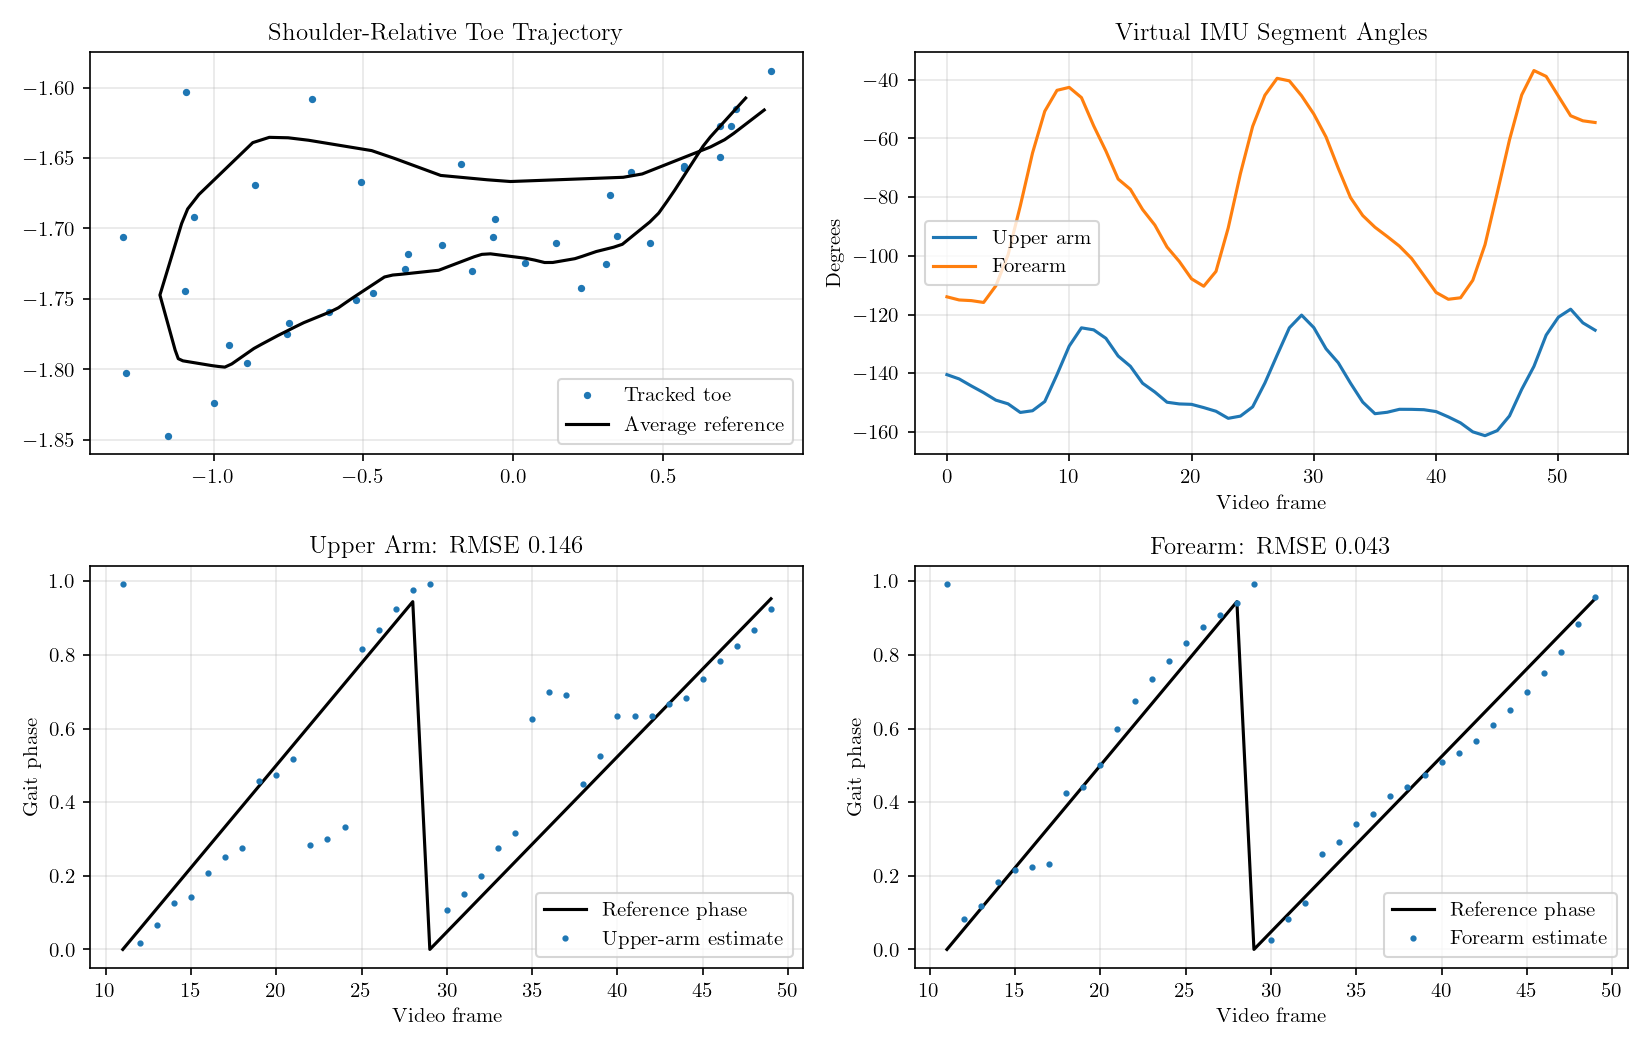 Shoulder-Relative Toe Trajectory
−1.60
−1.65
−1.70
−1.75
−1.80
−1.85
−1.0
−0.5
0.0
0.5
Tracked toe
Average reference
Virtual IMU Segment Angles
Degrees
−40
−60
−80
−100
−120
−140
−160
0
10
20
30
40
50
Video frame
Upper arm
Forearm
Upper Arm: RMSE 0.146
Gait phase
1.0
0.8
0.6
0.4
0.2
0.0
10
15
20
25
30
35
40
45
50
Video frame
Reference phase
Upper-arm estimate
Forearm: RMSE 0.043
Gait phase
1.0
0.8
0.6
0.4
0.2
0.0
10
15
20
25
30
35
40
45
50
Video frame
Reference phase
Forearm estimate